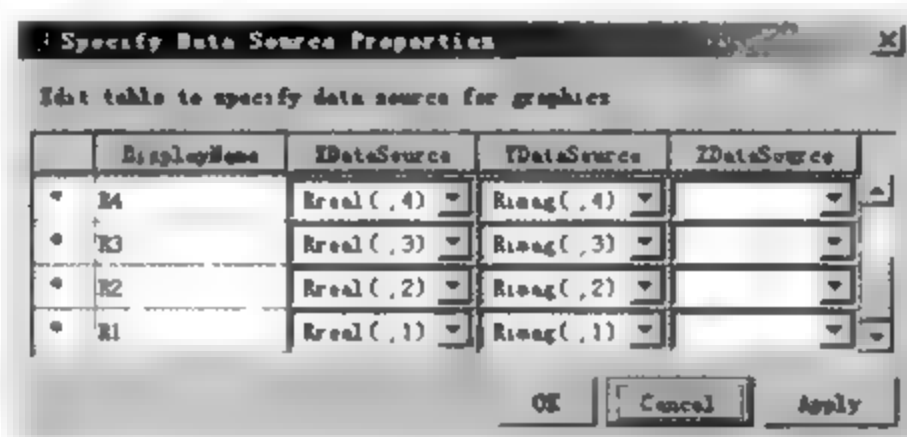 Specify Data Source Properties
Edit table to specify data source for graphics
DisplayName XDataSource YDataSource ZDataSource
R4 Rreal(,4) Rimag(,4)
R3 Rreal(,3) Rimag(,3)
R2 Rreal(,2) Rimag(,2)
R1 Rreal(,1) Rimag(,1)
OK Cancel Apply